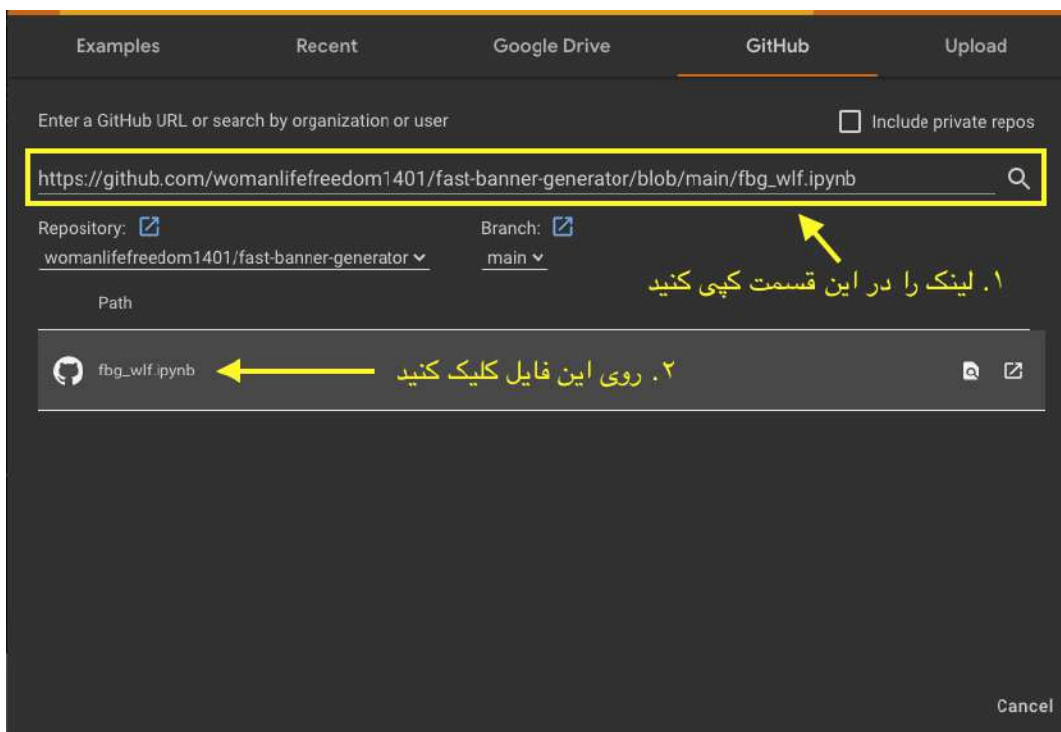 Examples Recent Google Drive GitHub Upload
Enter a GitHub URL or search by organization or user Include private repos
https://github.com/womanlifefreedom1401/fast-banner-generator/blob/main/fbg_wlf.ipynb
Repository: Branch:
womanlifefreedom1401/fast-banner-generator main
۱. لینک را در این قسمت کپی کنید
Path
fbg_wlf.ipynb ۲. روی این فایل کلیک کنید
Cancel